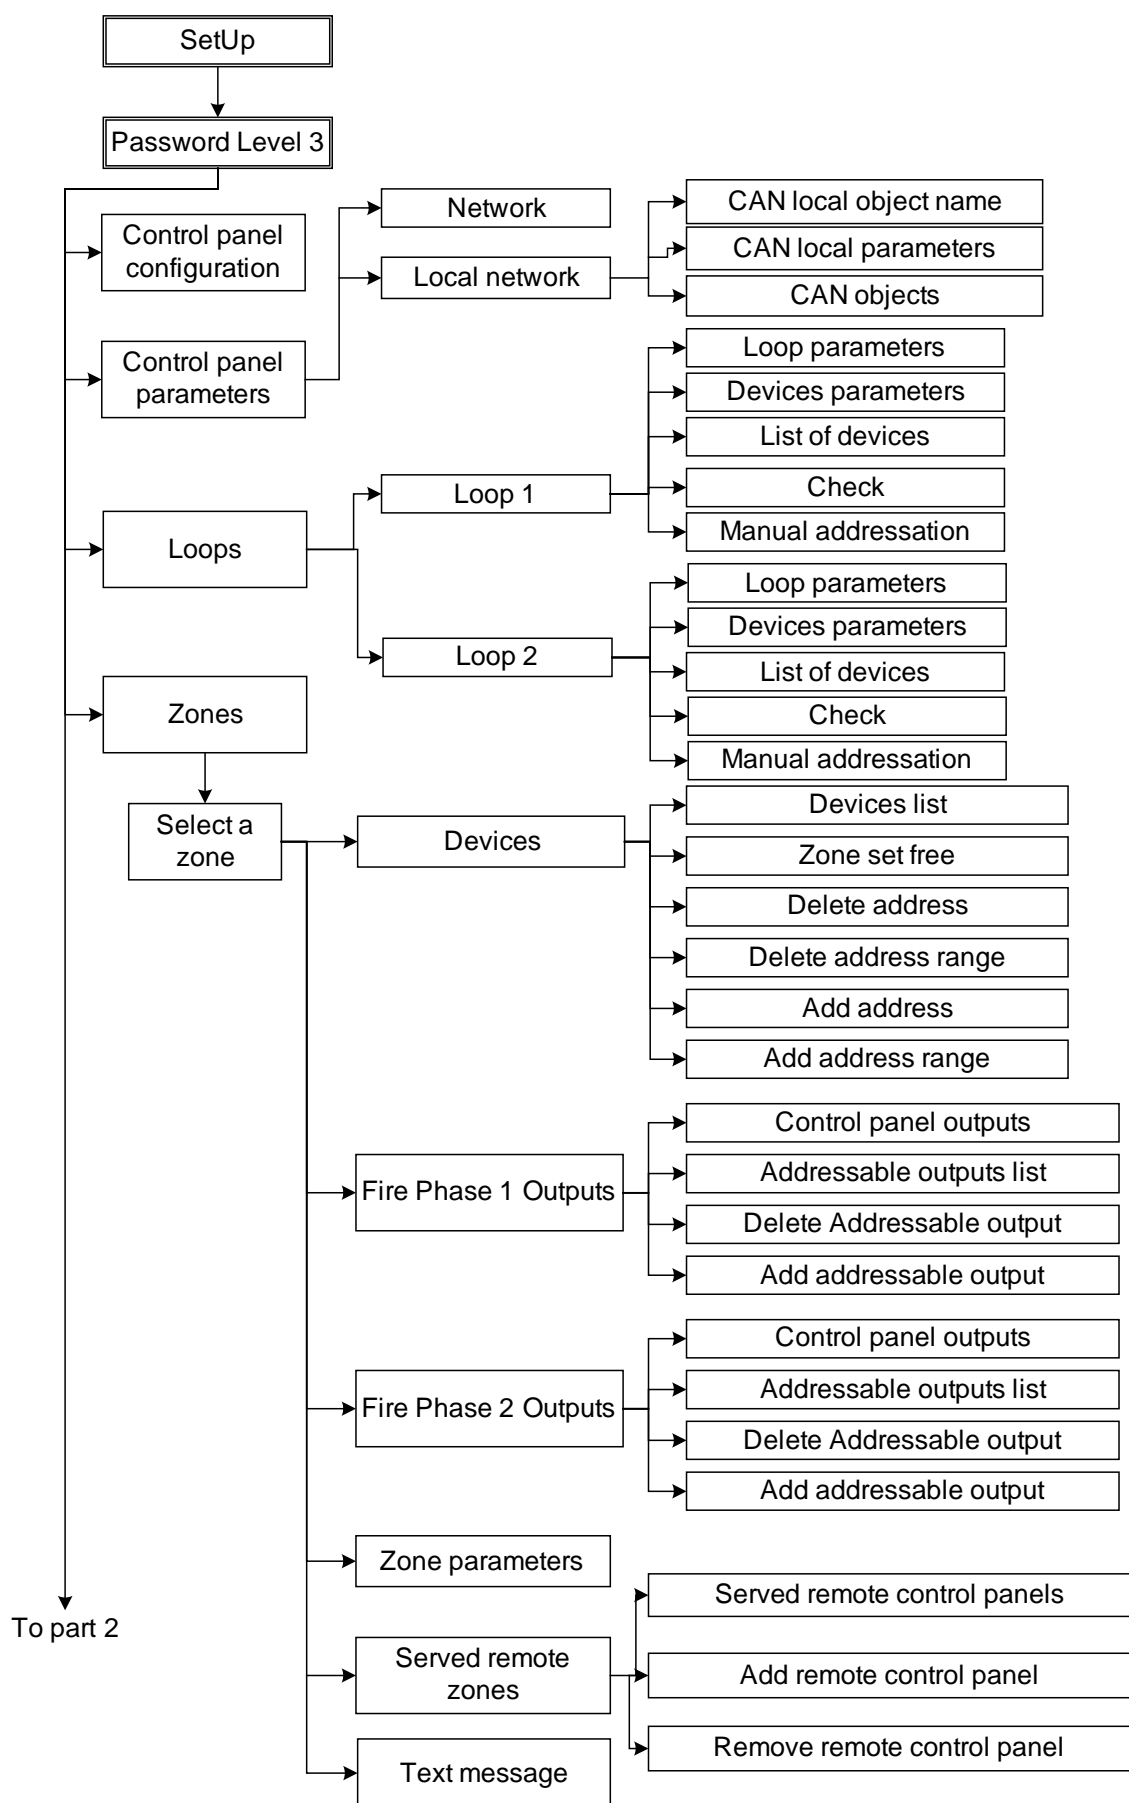 SetUp
Password Level 3
Control panel
configuration
Control panel
parameters
Network
Local network
CAN local object name
CAN local parameters
CAN objects
Loops
Loop 1
Loop parameters
Devices parameters
List of devices
Check
Manual addressation
Loop 2
Loop parameters
Devices parameters
List of devices
Check
Manual addressation
Zones
Select a
zone
Devices
Devices list
Zone set free
Delete address
Delete address range
Add address
Add address range
Fire Phase 1 Outputs
Control panel outputs
Addressable outputs list
Delete Addressable output
Add addressable output
Fire Phase 2 Outputs
Control panel outputs
Addressable outputs list
Delete Addressable output
Add addressable output
Zone parameters
Served remote
zones
Served remote control panels
Add remote control panel
Remove remote control panel
Text message
To part 2